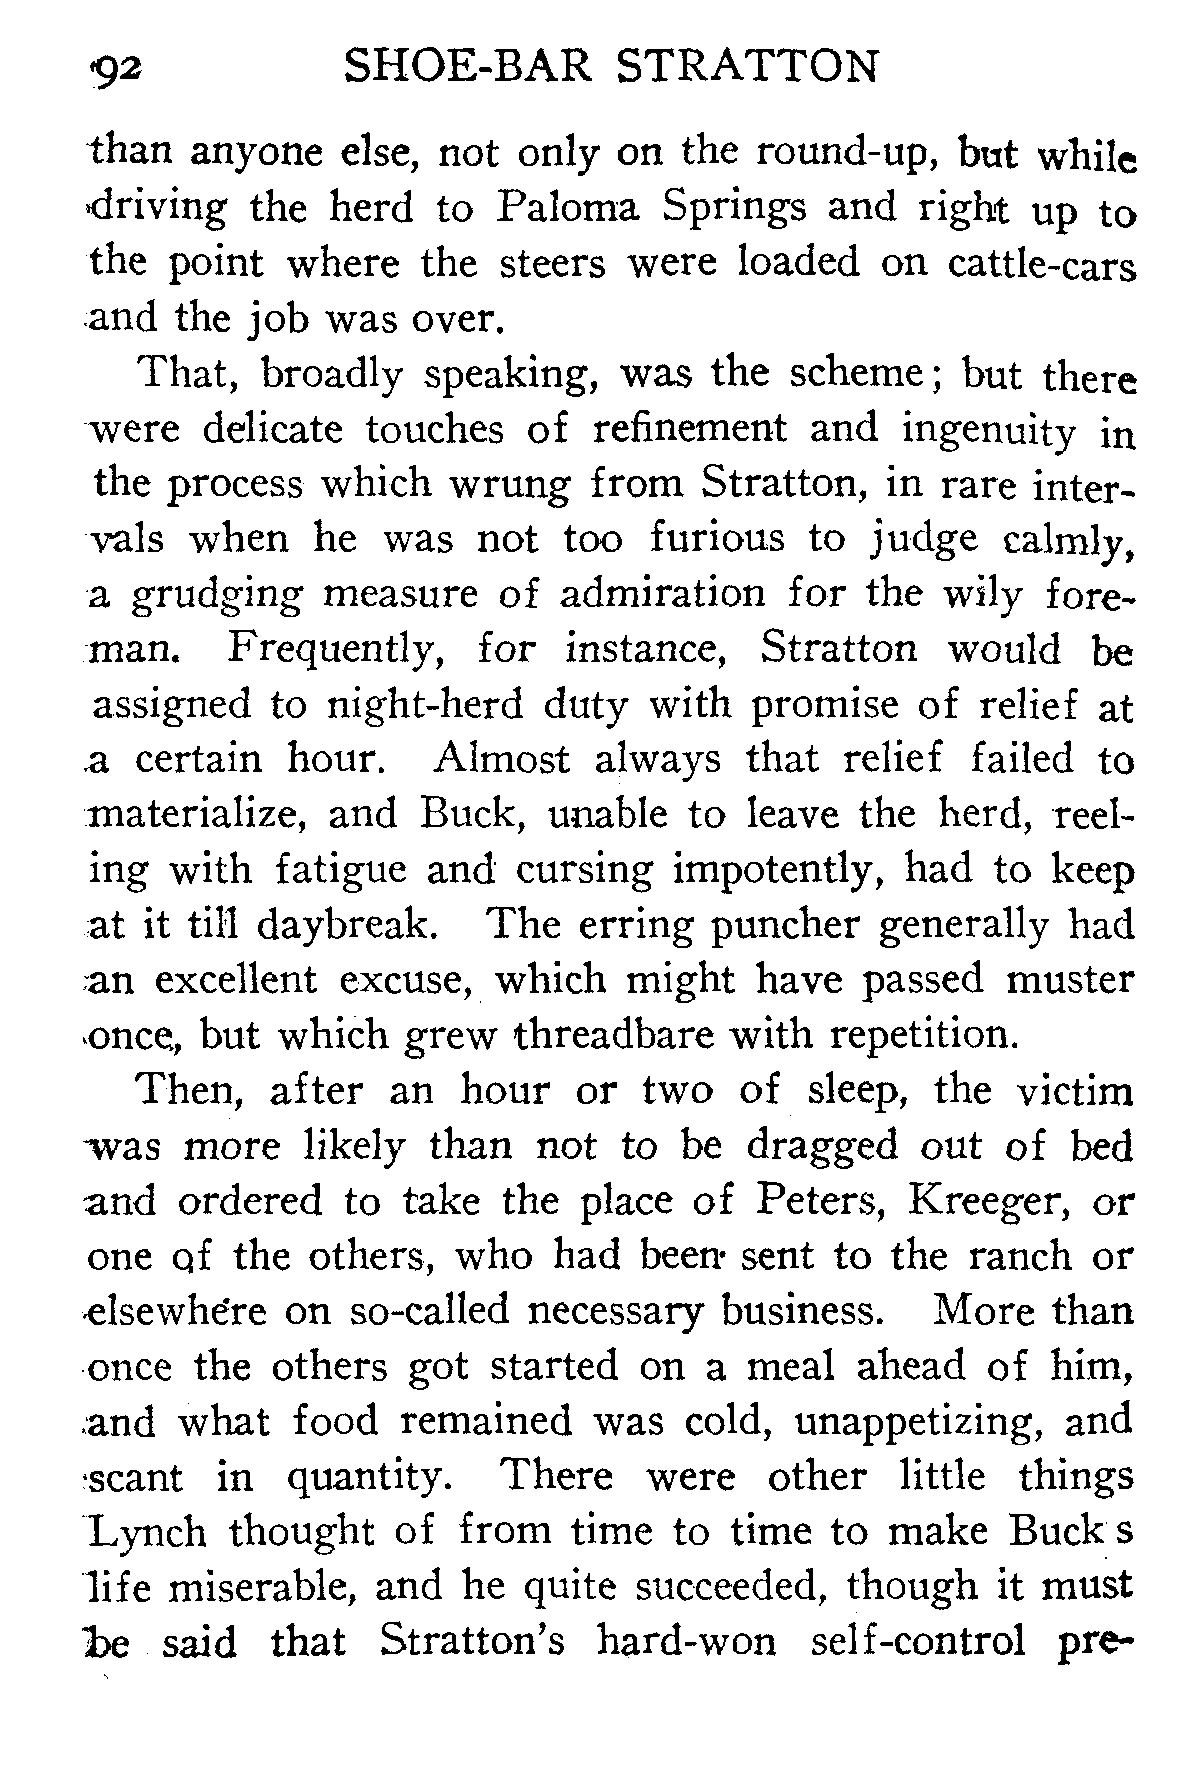 92 SHOE-BAR STRATTON
than anyone else, not only on the round-up, but while
driving the herd to Paloma Springs and right up to
the point where the steers were loaded on cattle-cars
and the job was over.
That, broadly speaking, was the scheme; but there
were delicate touches of refinement and ingenuity in
the process which wrung from Stratton, in rare inter-
vals when he was not too furious to judge calmly,
a grudging measure of admiration for the wily fore-
man. Frequently, for instance, Stratton would be
assigned to night-herd duty with promise of relief at
a certain hour. Almost always that relief failed to
materialize, and Buck, unable to leave the herd, reel-
ing with fatigue and cursing impotently, had to keep
at it till daybreak. The erring puncher generally had
an excellent excuse, which might have passed muster
once, but which grew threadbare with repetition.
Then, after an hour or two of sleep, the victim
was more likely than not to be dragged out of bed
and ordered to take the place of Peters, Kreeger, or
one of the others, who had been sent to the ranch or
elsewhere on so-called necessary business. More than
once the others got started on a meal ahead of him,
and what food remained was cold, unappetizing, and
scant in quantity. There were other little things
Lynch thought of from time to time to make Buck s
life miserable, and he quite succeeded, though it must
be said that Stratton's hard-won self-control pre-